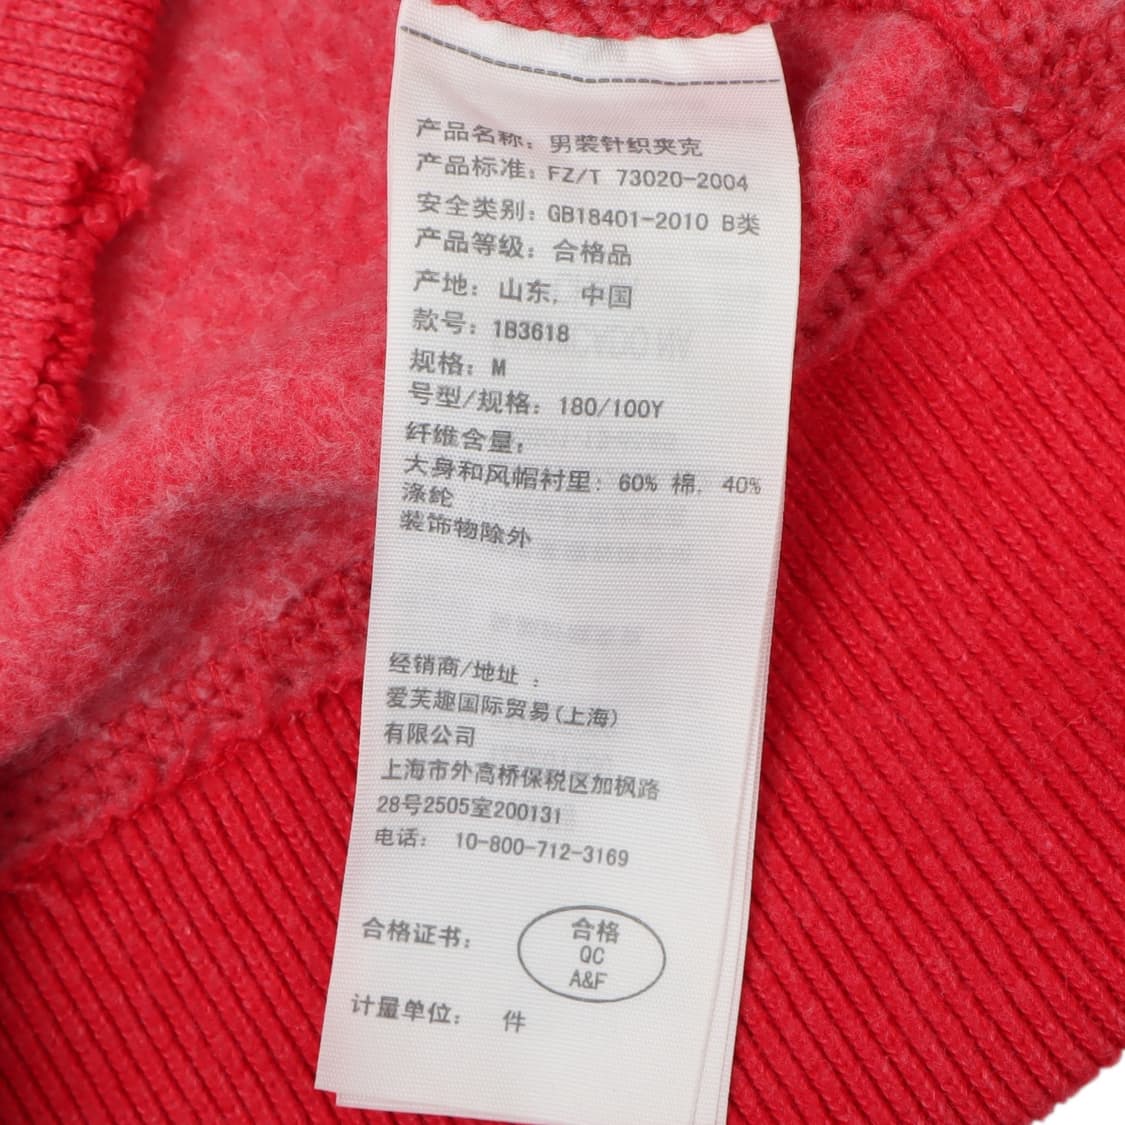 产品名称: 男装针织夹克
产品标准: FZ/T 73020-2004
安全类别: GB18401-2010 B类
产品等级: 合格品
产地: 山东, 中国
款号: 1B3618
规格: M
号型/规格: 180/100Y
纤维含量:
大身和风帽衬里: 60% 棉, 40%
涤纶
装饰物除外
经销商/地址 :
爱芙趣国际贸易(上海)
有限公司
上海市外高桥保税区加枫路
28号2505室200131
电话: 10-800-712-3169
合格证书:
合格
QC
A&F
计量单位: 件